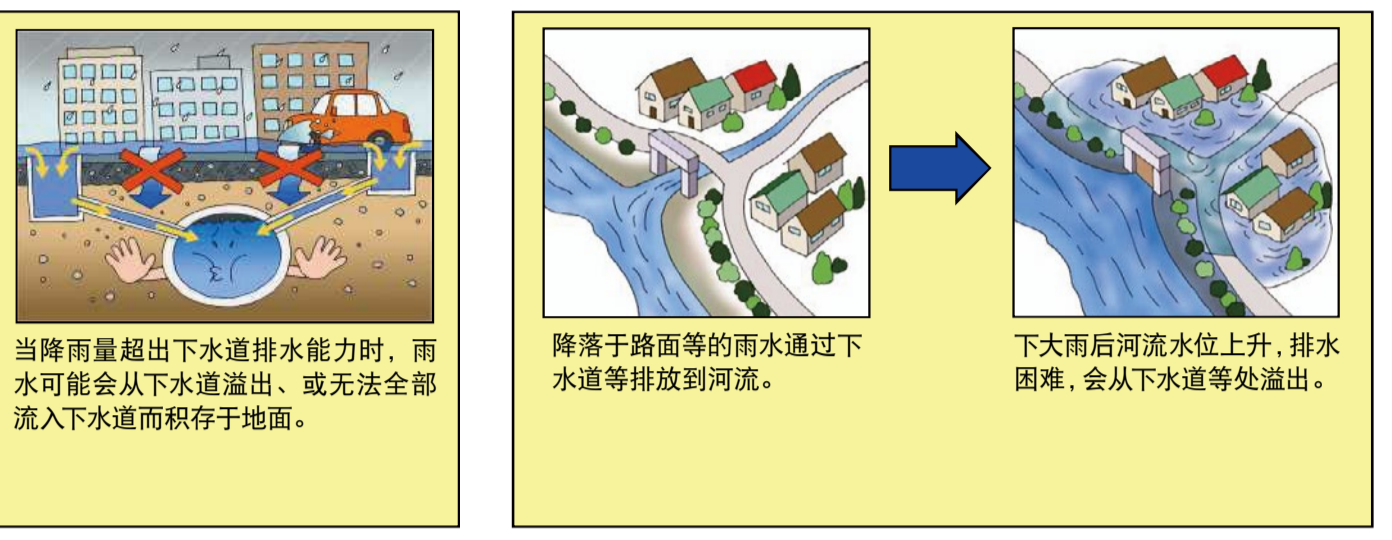 当降雨量超出下水道排水能力时，雨
水可能会从下水道溢出、或无法全部
流入下水道而积存于地面。
降落于路面等的雨水通过下
水道等排放到河流。
下大雨后河流水位上升，排水
困难，会从下水道等处溢出。